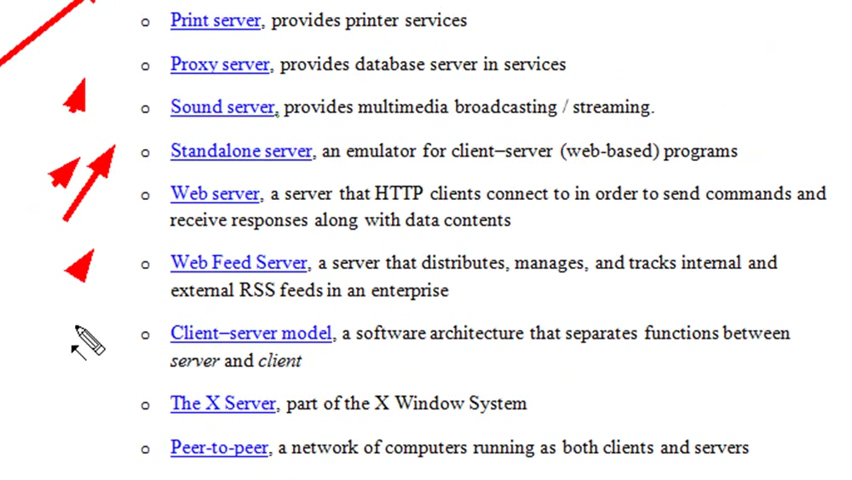 Print server, provides printer services
Proxy server, provides database server in services
Sound server, provides multimedia broadcasting / streaming.
Standalone server, an emulator for client–server (web-based) programs
Web server, a server that HTTP clients connect to in order to send commands and
receive responses along with data contents
Web Feed Server, a server that distributes, manages, and tracks internal and
external RSS feeds in an enterprise
Client–server model, a software architecture that separates functions between
server and client
The X Server, part of the X Window System
Peer-to-peer, a network of computers running as both clients and servers